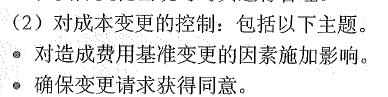 (2) 对成本变更的控制：包括以下主题。
● 对造成费用基准变更的因素施加影响。
● 确保变更请求获得同意。